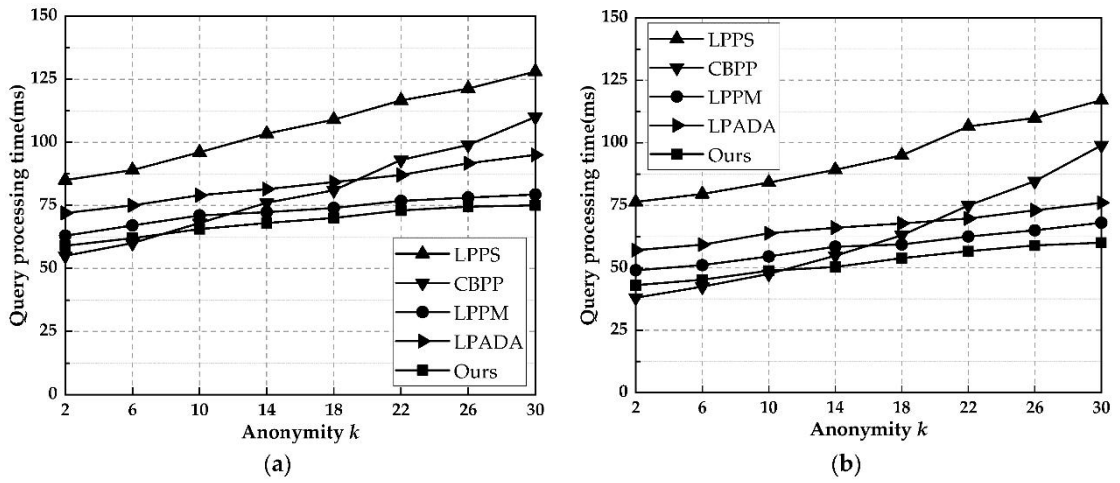 150
125
100
75
50
25
0
Query processing time(ms)
LPPS
CBPP
LPPM
LPADA
Ours
2 6 10 14 18 22 26 30
Anonymity k
(a)
150
125
100
75
50
25
0
Query processing time(ms)
LPPS
CBPP
LPPM
LPADA
Ours
2 6 10 14 18 22 26 30
Anonymity k
(b)